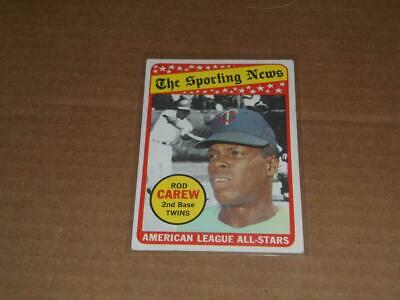 The Sporting News
ROD
CAREW
2nd Base
TWINS
AMERICAN LEAGUE ALL-STARS